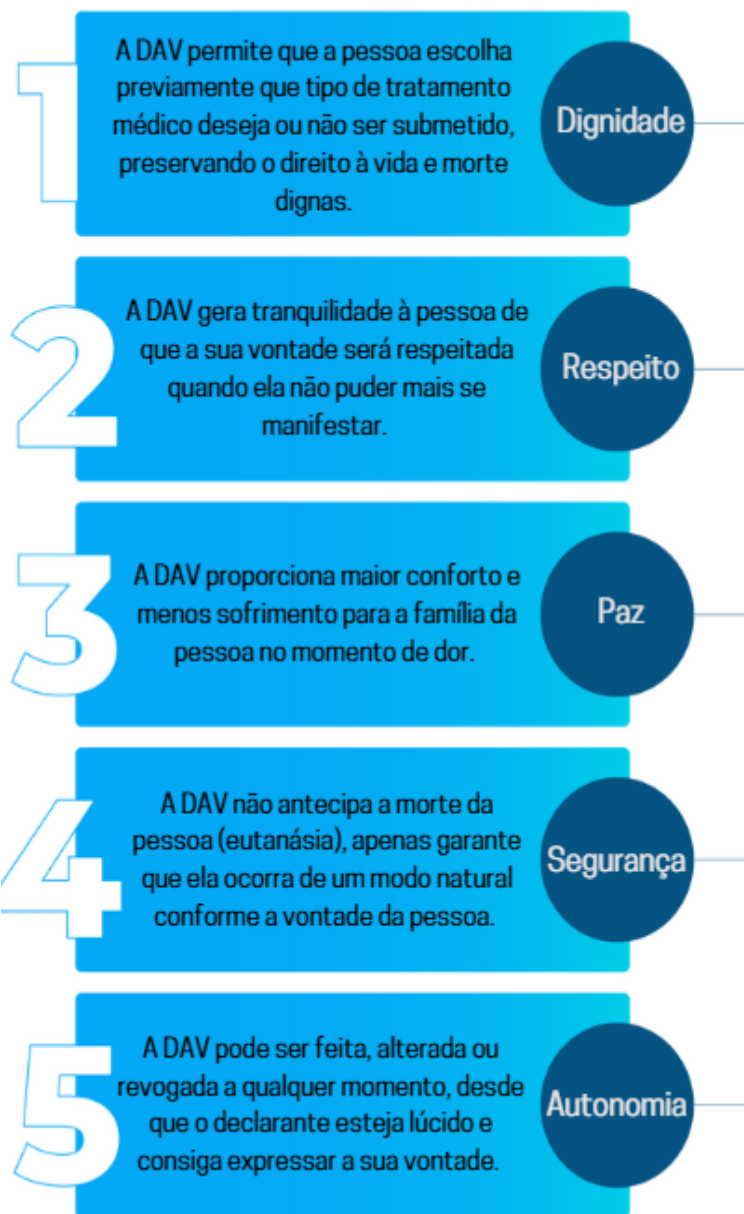 1
A DAV permite que a pessoa escolha
previamente que tipo de tratamento
médico deseja ou não ser submetido,
preservando o direito à vida e morte
dignas.
Dignidade
2
A DAV gera tranquilidade à pessoa de
que a sua vontade será respeitada
quando ela não puder mais se
manifestar.
Respeito
3
A DAV proporciona maior conforto e
menos sofrimento para a família da
pessoa no momento de dor.
Paz
4
A DAV não antecipa a morte da
pessoa (eutanásia), apenas garante
que ela ocorra de um modo natural
conforme a vontade da pessoa.
Segurança
5
A DAV pode ser feita, alterada ou
revogada a qualquer momento, desde
que o declarante esteja lúcido e
consiga expressar a sua vontade.
Autonomia